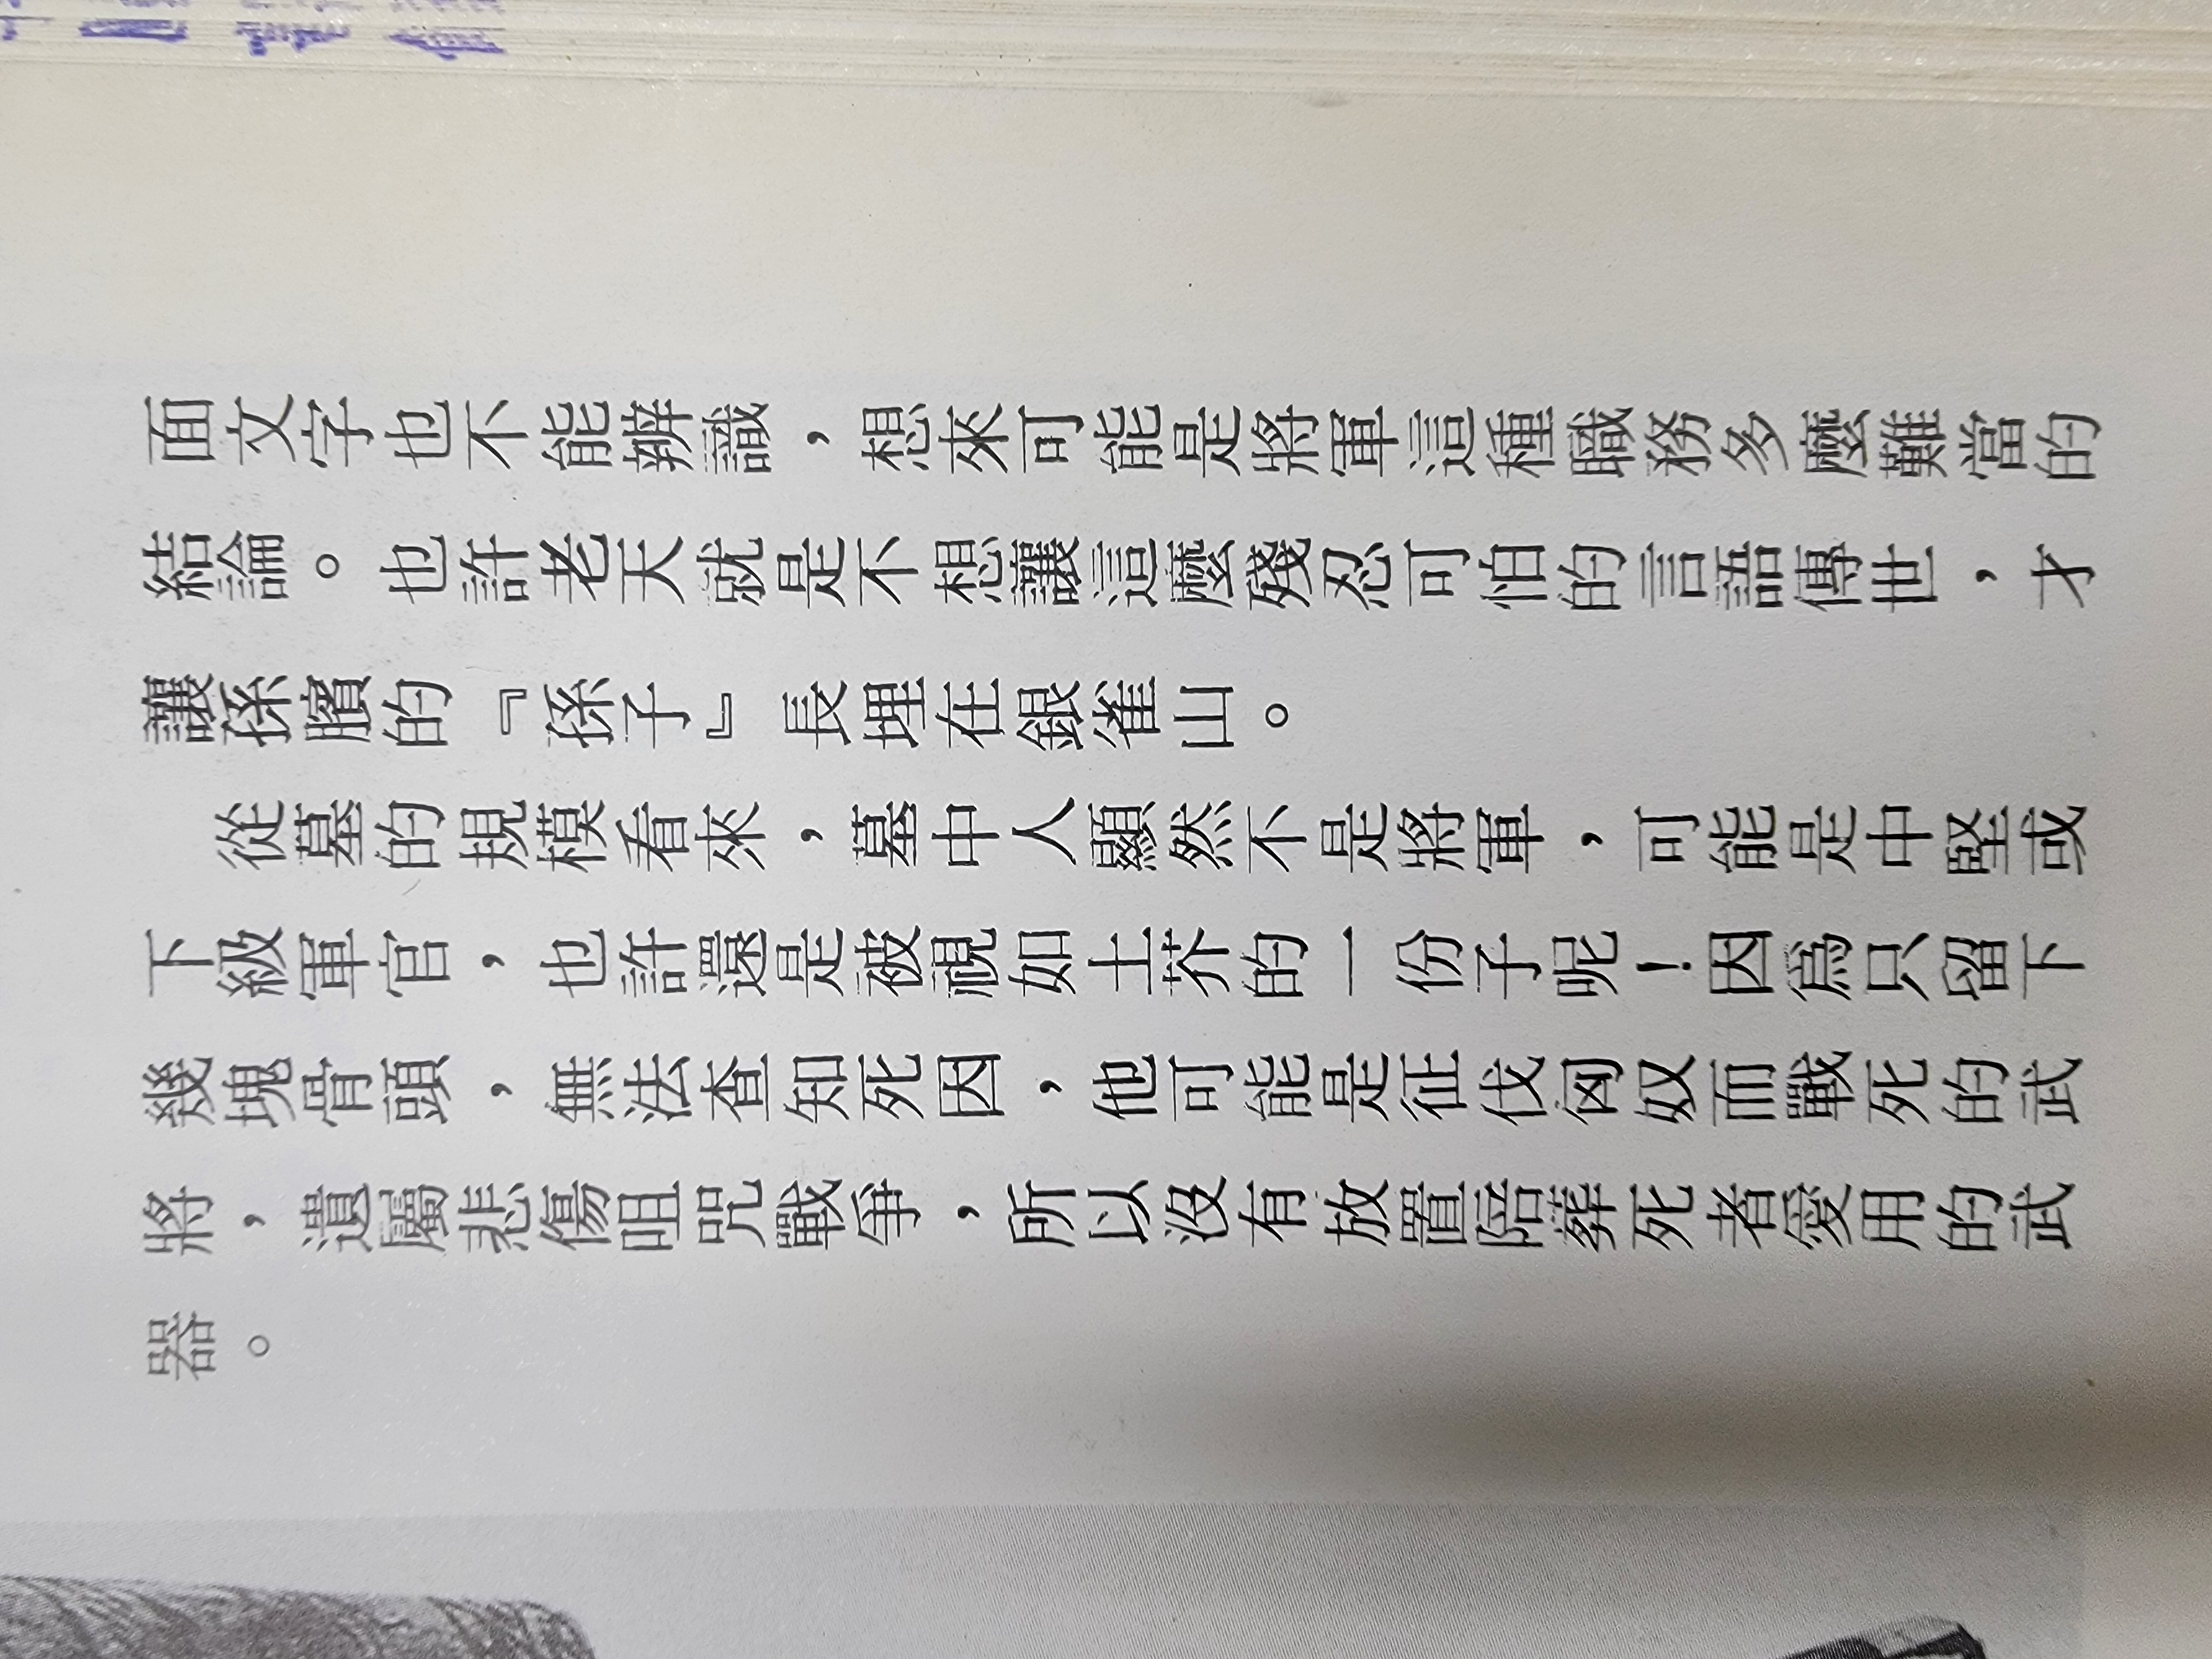 面文字也不能辨識，想來可能是將軍這種職務多麼難當的
結論。也許老天就是不想讓這麼殘忍可怕的言語傳世，才
讓孫臏的『孫子』長埋在銀雀山。
從墓的規模看來，墓中人顯然不是將軍，可能是中堅或
下級軍官，也許還是被視如土芥的一份子呢！因爲只留下
幾塊骨頭，無法查知死因，他可能是征伐匈奴而戰死的武
將，遺屬悲傷咀咒戰爭，所以沒有放置陪葬死者愛用的武
器。